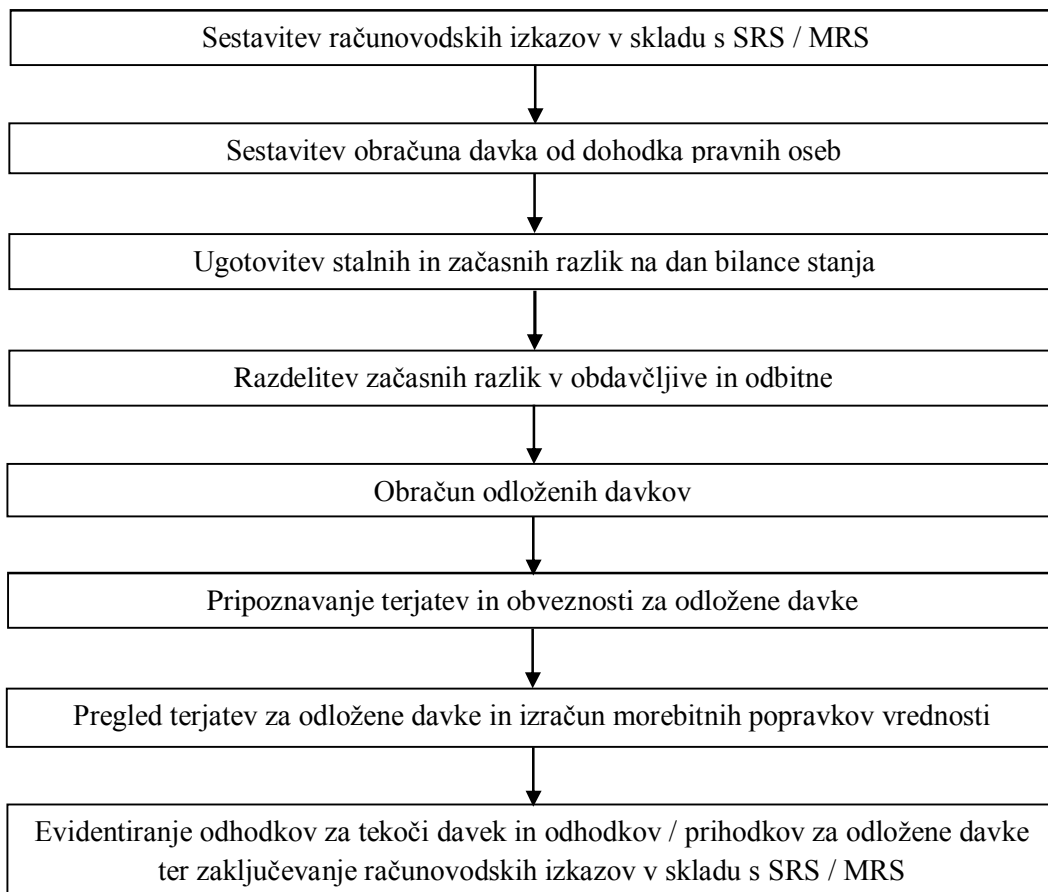 Sestavitev računovodskih izkazov v skladu s SRS / MRS
Sestavitev obračuna davka od dohodka pravnih oseb
Ugotovitev stalnih in začasnih razlik na dan bilance stanja
Razdelitev začasnih razlik v obdavčljive in odbitne
Obračun odloženih davkov
Pripoznavanje terjatev in obveznosti za odložene davke
Pregled terjatev za odložene davke in izračun morebitnih popravkov vrednosti
Evidentiranje odhodkov za tekoči davek in odhodkov / prihodkov za odložene davke
ter zaključevanje računovodskih izkazov v skladu s SRS / MRS